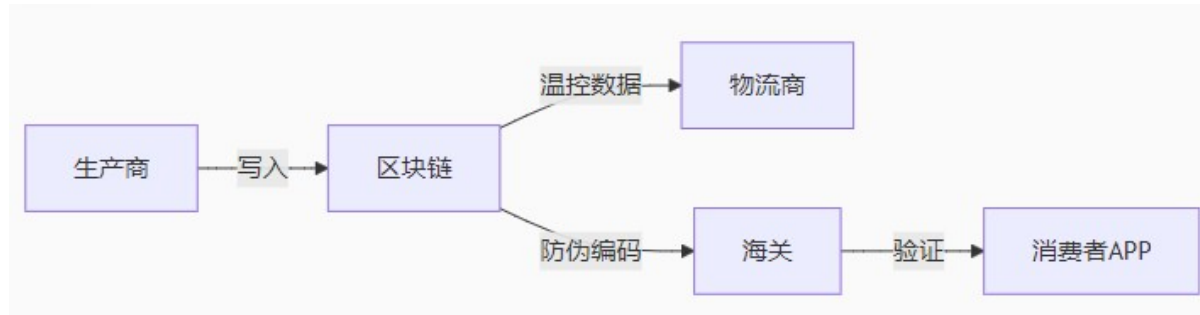 生产商
写入
区块链
温控数据
物流商
防伪编码
海关
验证
消费者APP